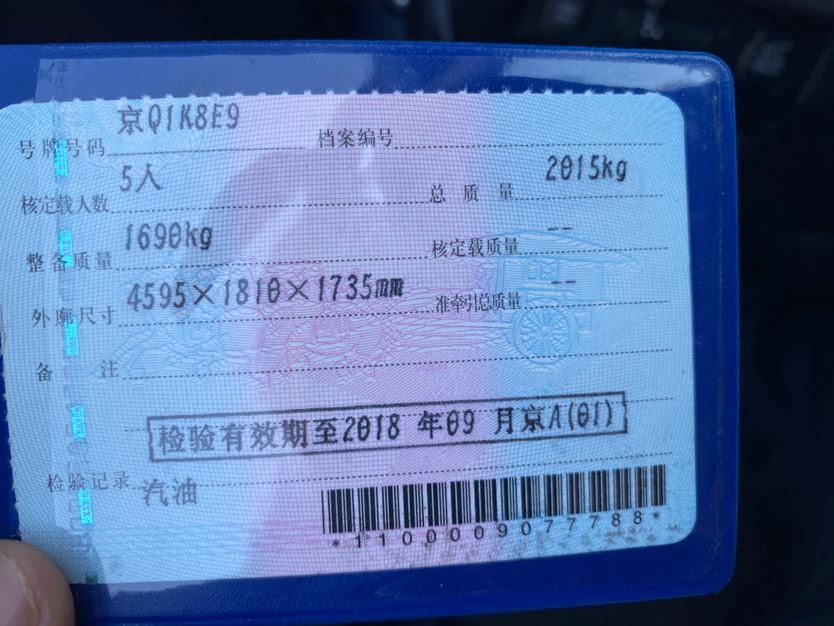 号牌号码 京Q1K8E9 档案编号
核定载人数 5人 总质量 2015kg
整备质量 1690kg 核定载质量 --
外廓尺寸 4595×1810×1735mm 准牵引总质量 --
备注
检验有效期至2018年09月京A(01)
检验记录 汽油
*1100009077788*